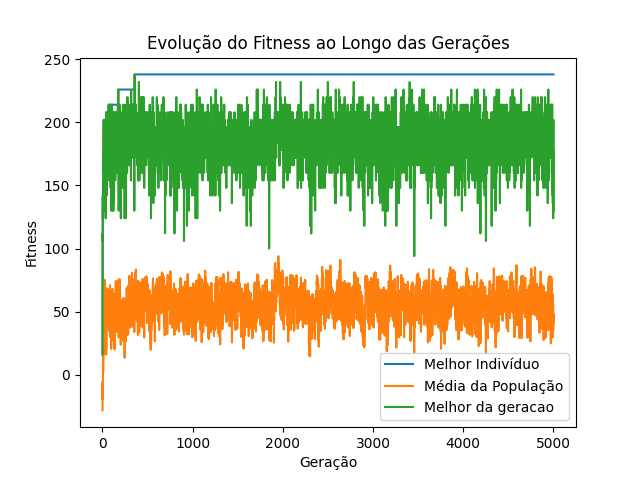 Evolução do Fitness ao Longo das Gerações
250
200
150
100
50
0
Fitness
0 1000 2000 3000 4000 5000
Geração
Melhor Indivíduo
Média da População
Melhor da geracao